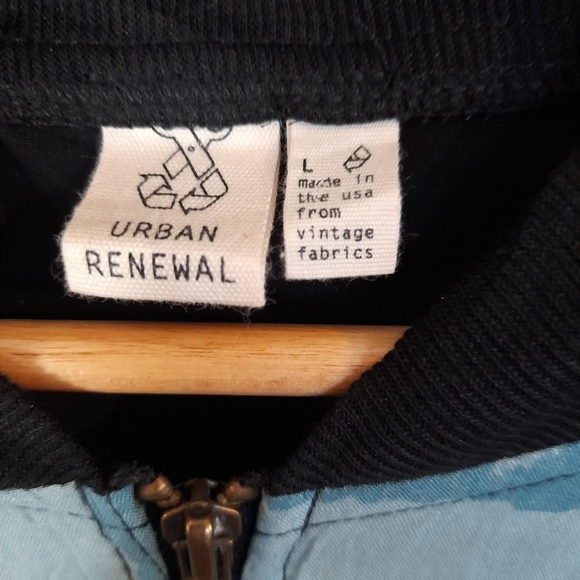 URBAN
RENEWAL
L
made in
the usa
from
vintage
fabrics